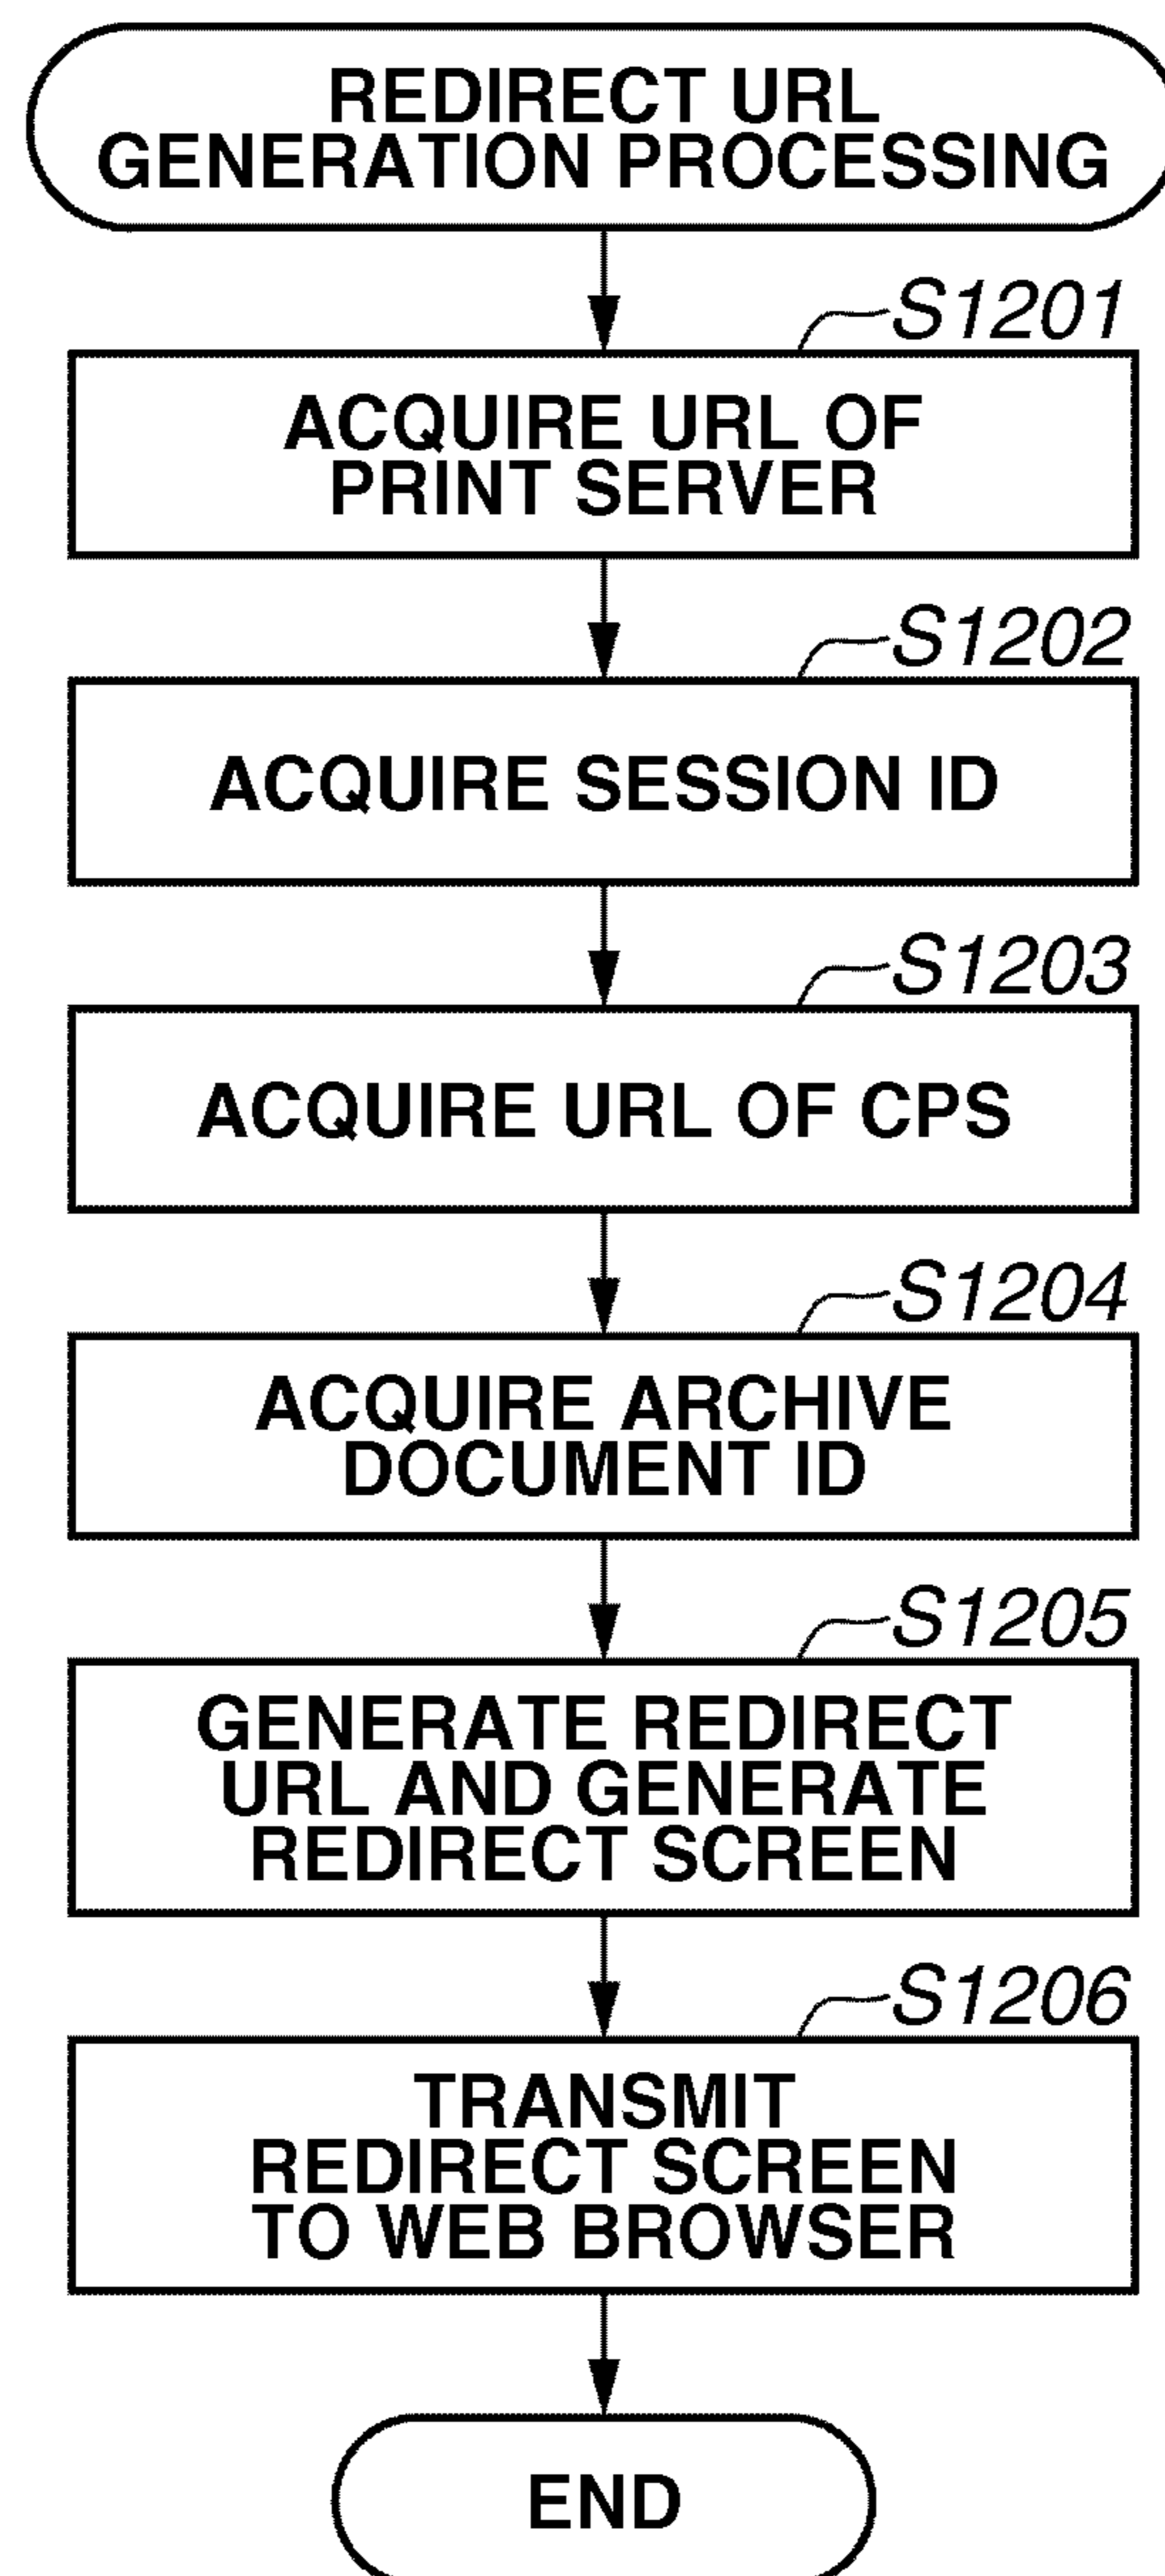 REDIRECT URL
GENERATION PROCESSING
S1201
ACQUIRE URL OF
PRINT SERVER
S1202
ACQUIRE SESSION ID
S1203
ACQUIRE URL OF CPS
S1204
ACQUIRE ARCHIVE
DOCUMENT ID
S1205
GENERATE REDIRECT
URL AND GENERATE
REDIRECT SCREEN
S1206
TRANSMIT
REDIRECT SCREEN
TO WEB BROWSER
END